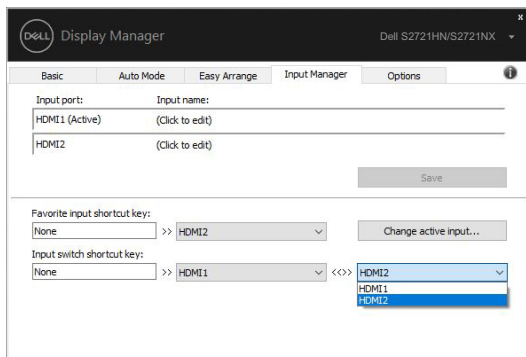 DELL Display Manager Dell S2721HN/S2721NX
Basic Auto Mode Easy Arrange Input Manager Options
Input port: Input name:
HDMI1 (Active) (Click to edit)
HDMI2 (Click to edit)
Save
Favorite input shortcut key:
None >> HDMI2 Change active input...
Input switch shortcut key:
None >> HDMI1 <<>> HDMI2
HDMI1
HDMI2